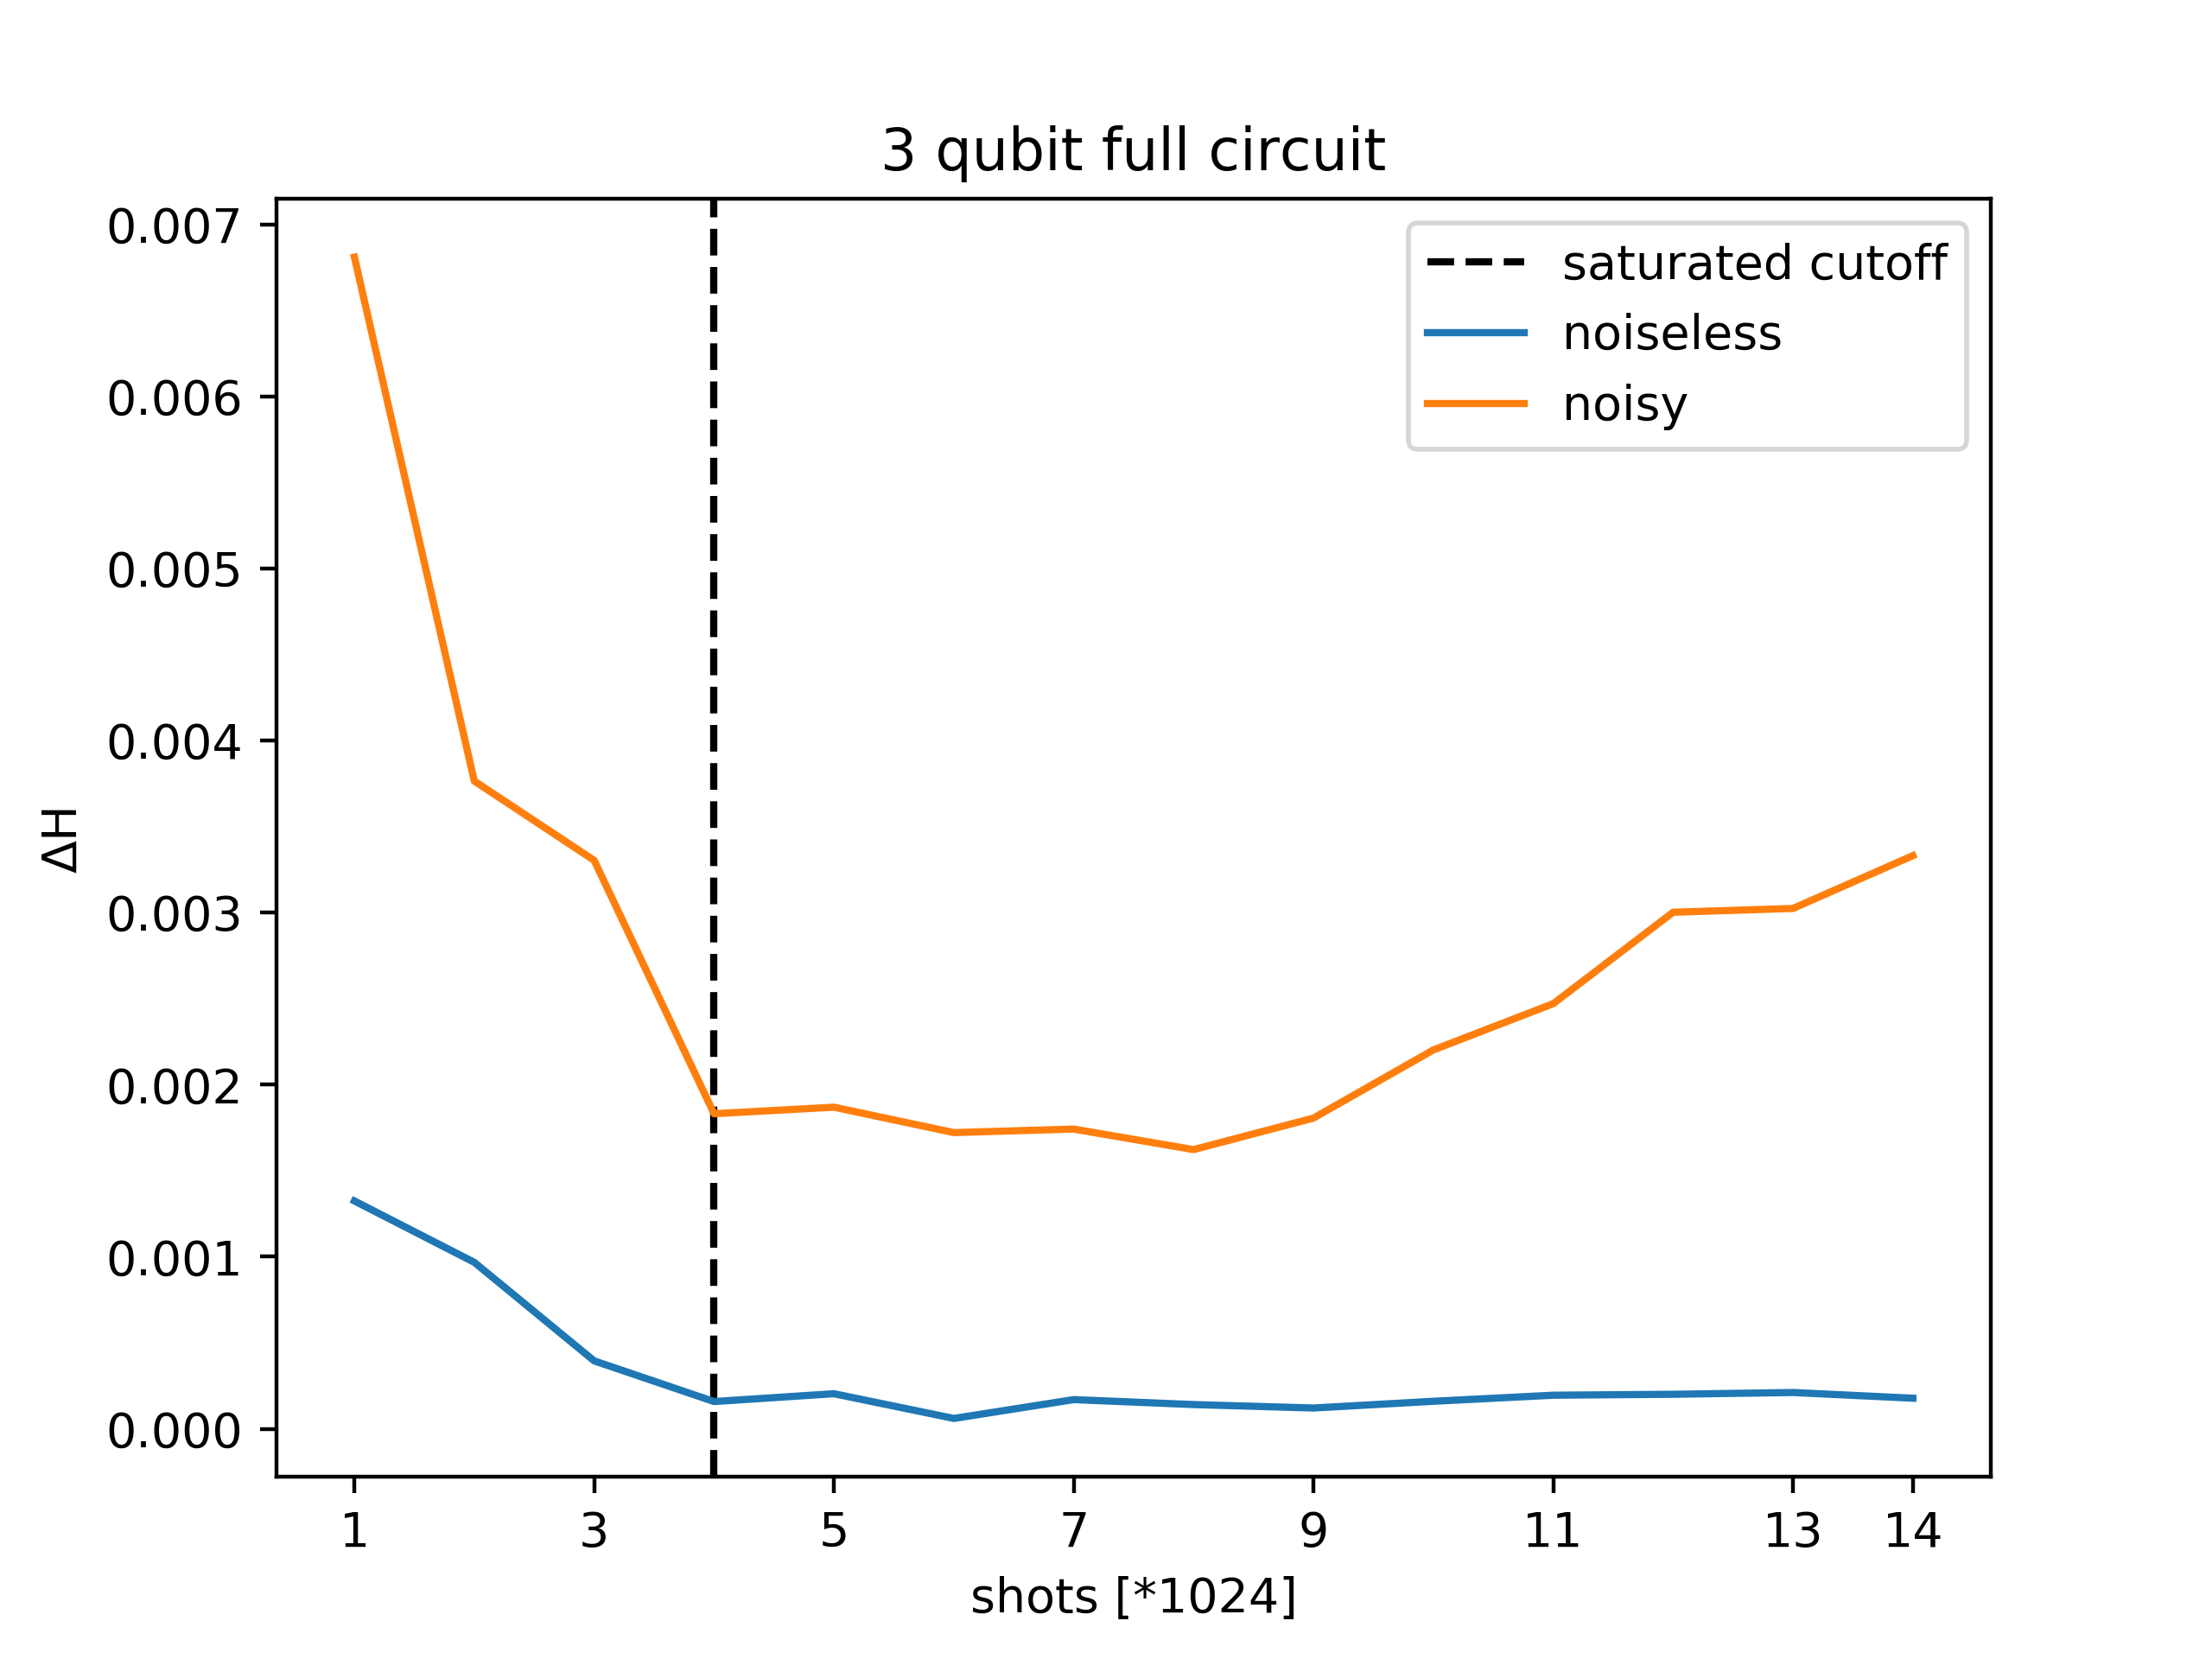 3 qubit full circuit
saturated cutoff
noiseless
noisy
0.007
0.006
0.005
0.004
0.003
0.002
0.001
0.000
ΔH
1 3 5 7 9 11 13 14
shots [*1024]